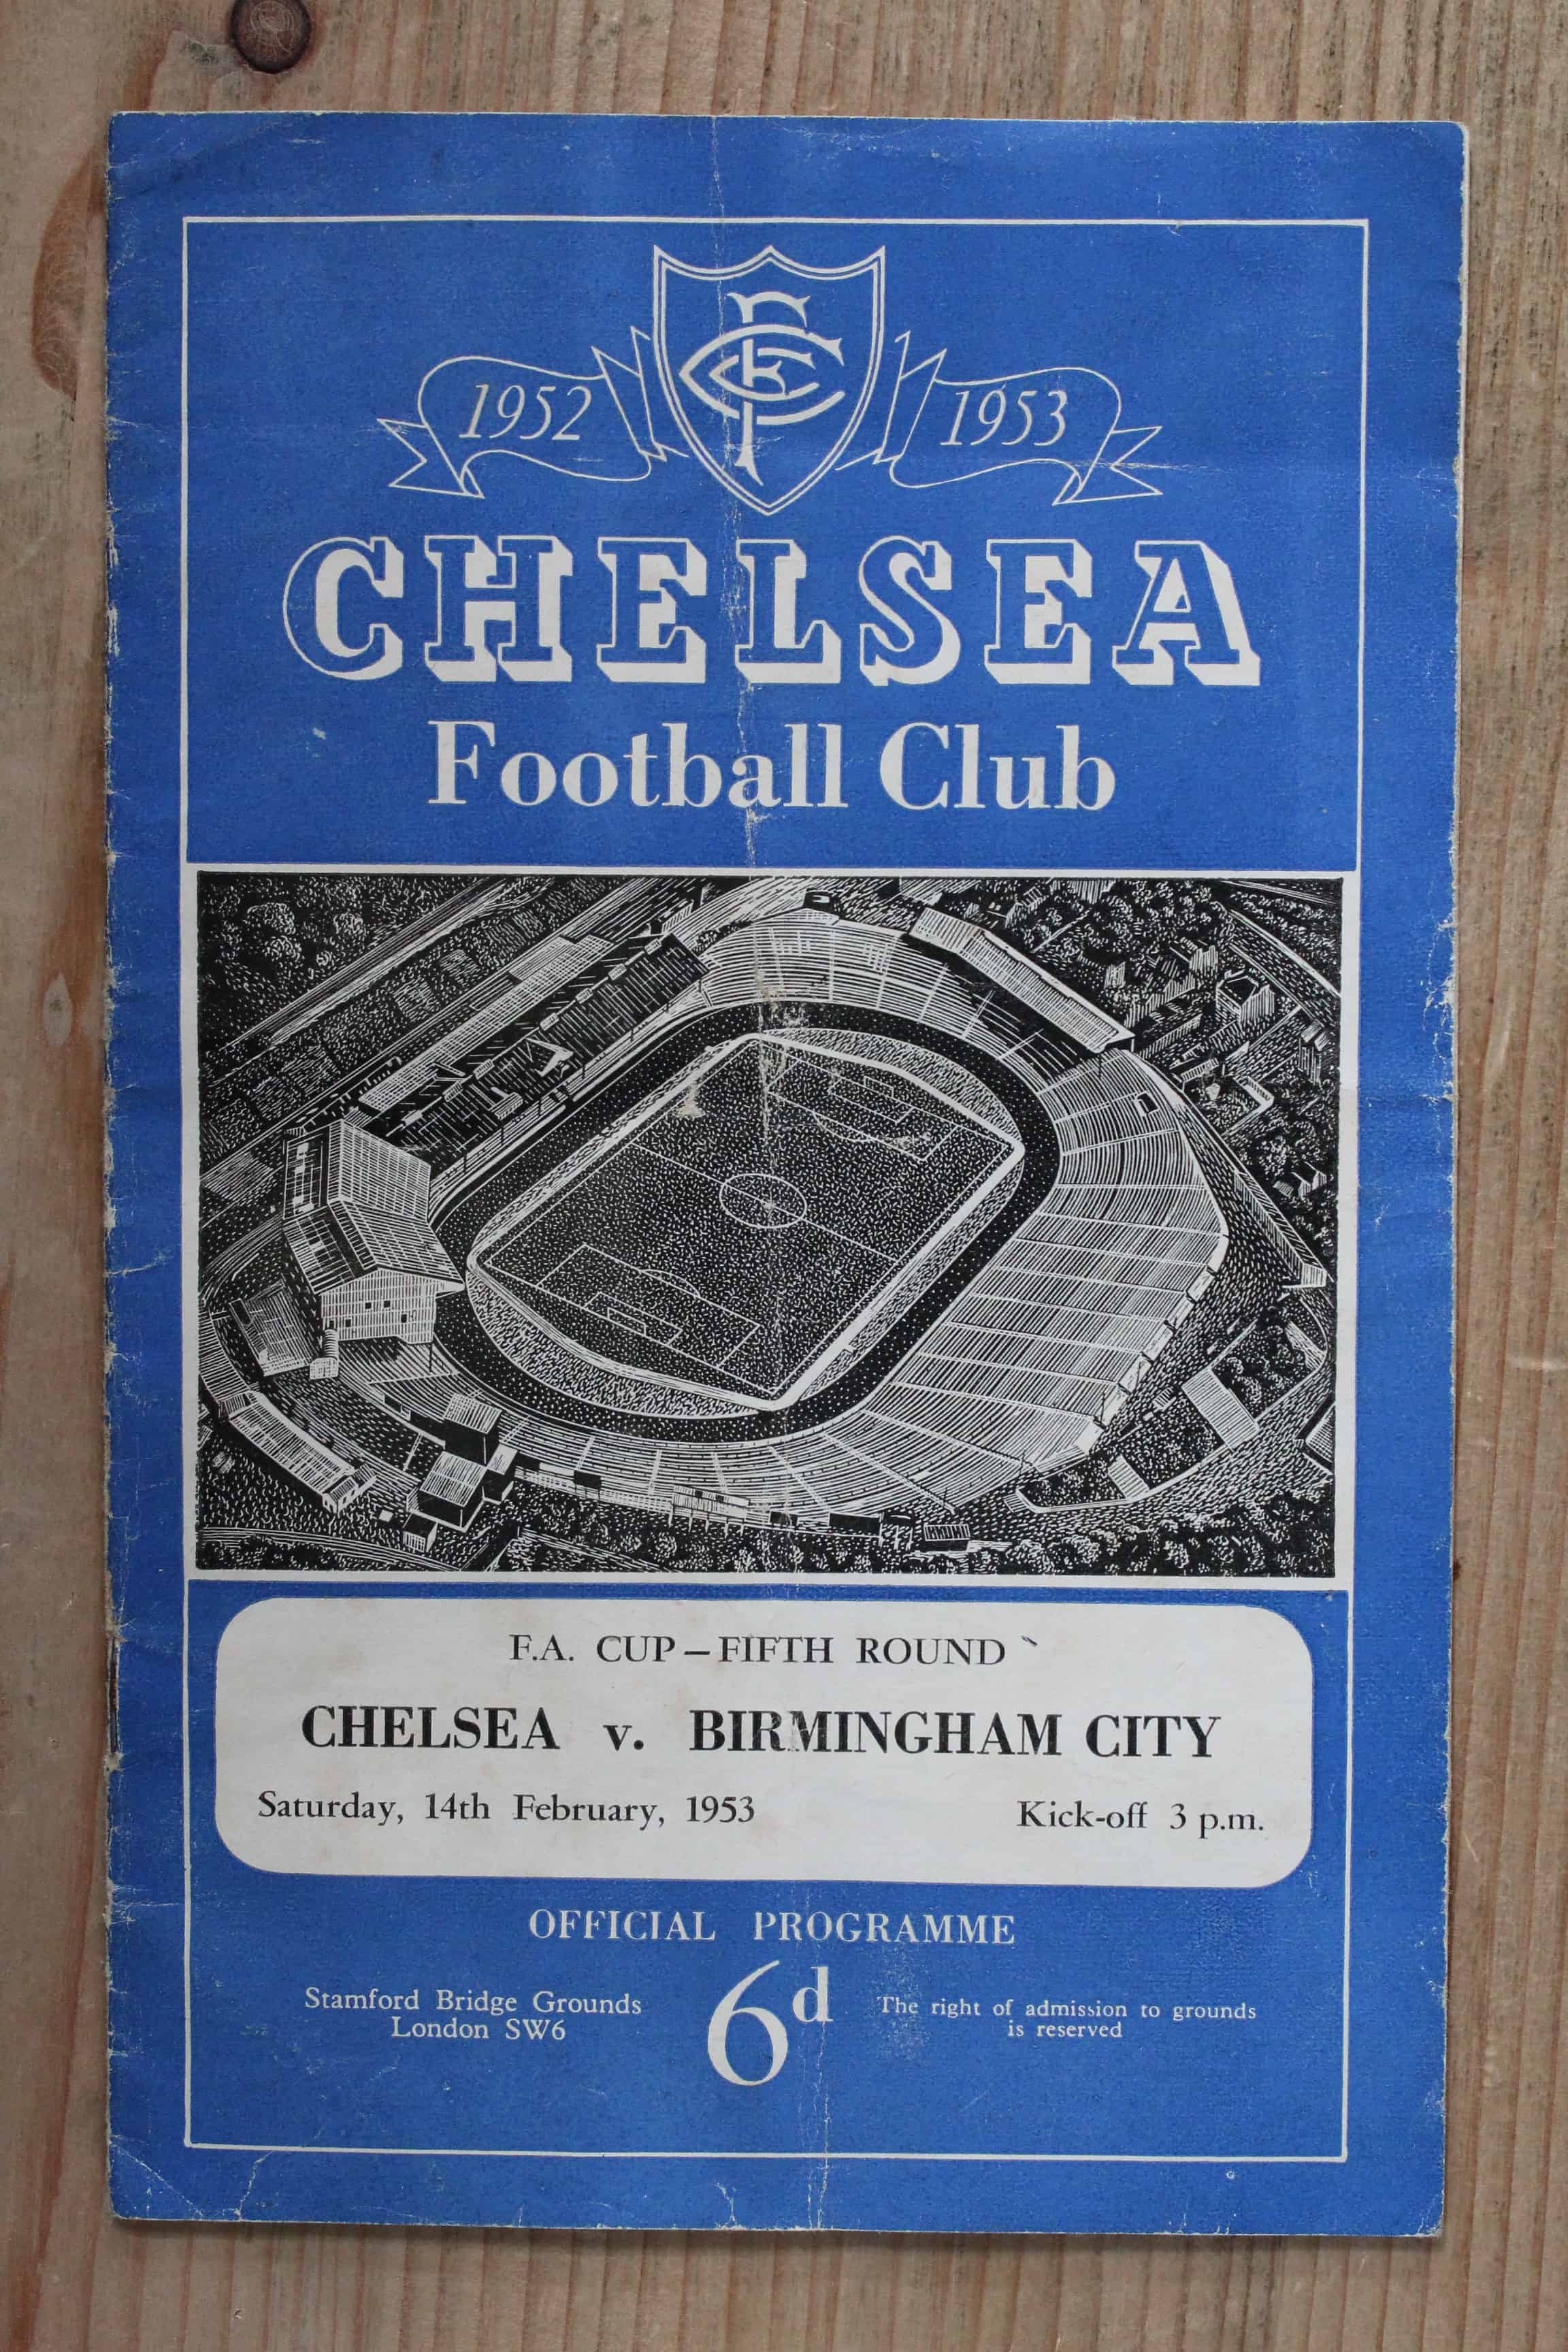 1952 CFC 1953
CHELSEA
Football Club
F.A. CUP – FIFTH ROUND
CHELSEA v. BIRMINGHAM CITY
Saturday, 14th February, 1953 Kick-off 3 p.m.
OFFICIAL PROGRAMME
Stamford Bridge Grounds
London SW6
6d
The right of admission to grounds
is reserved